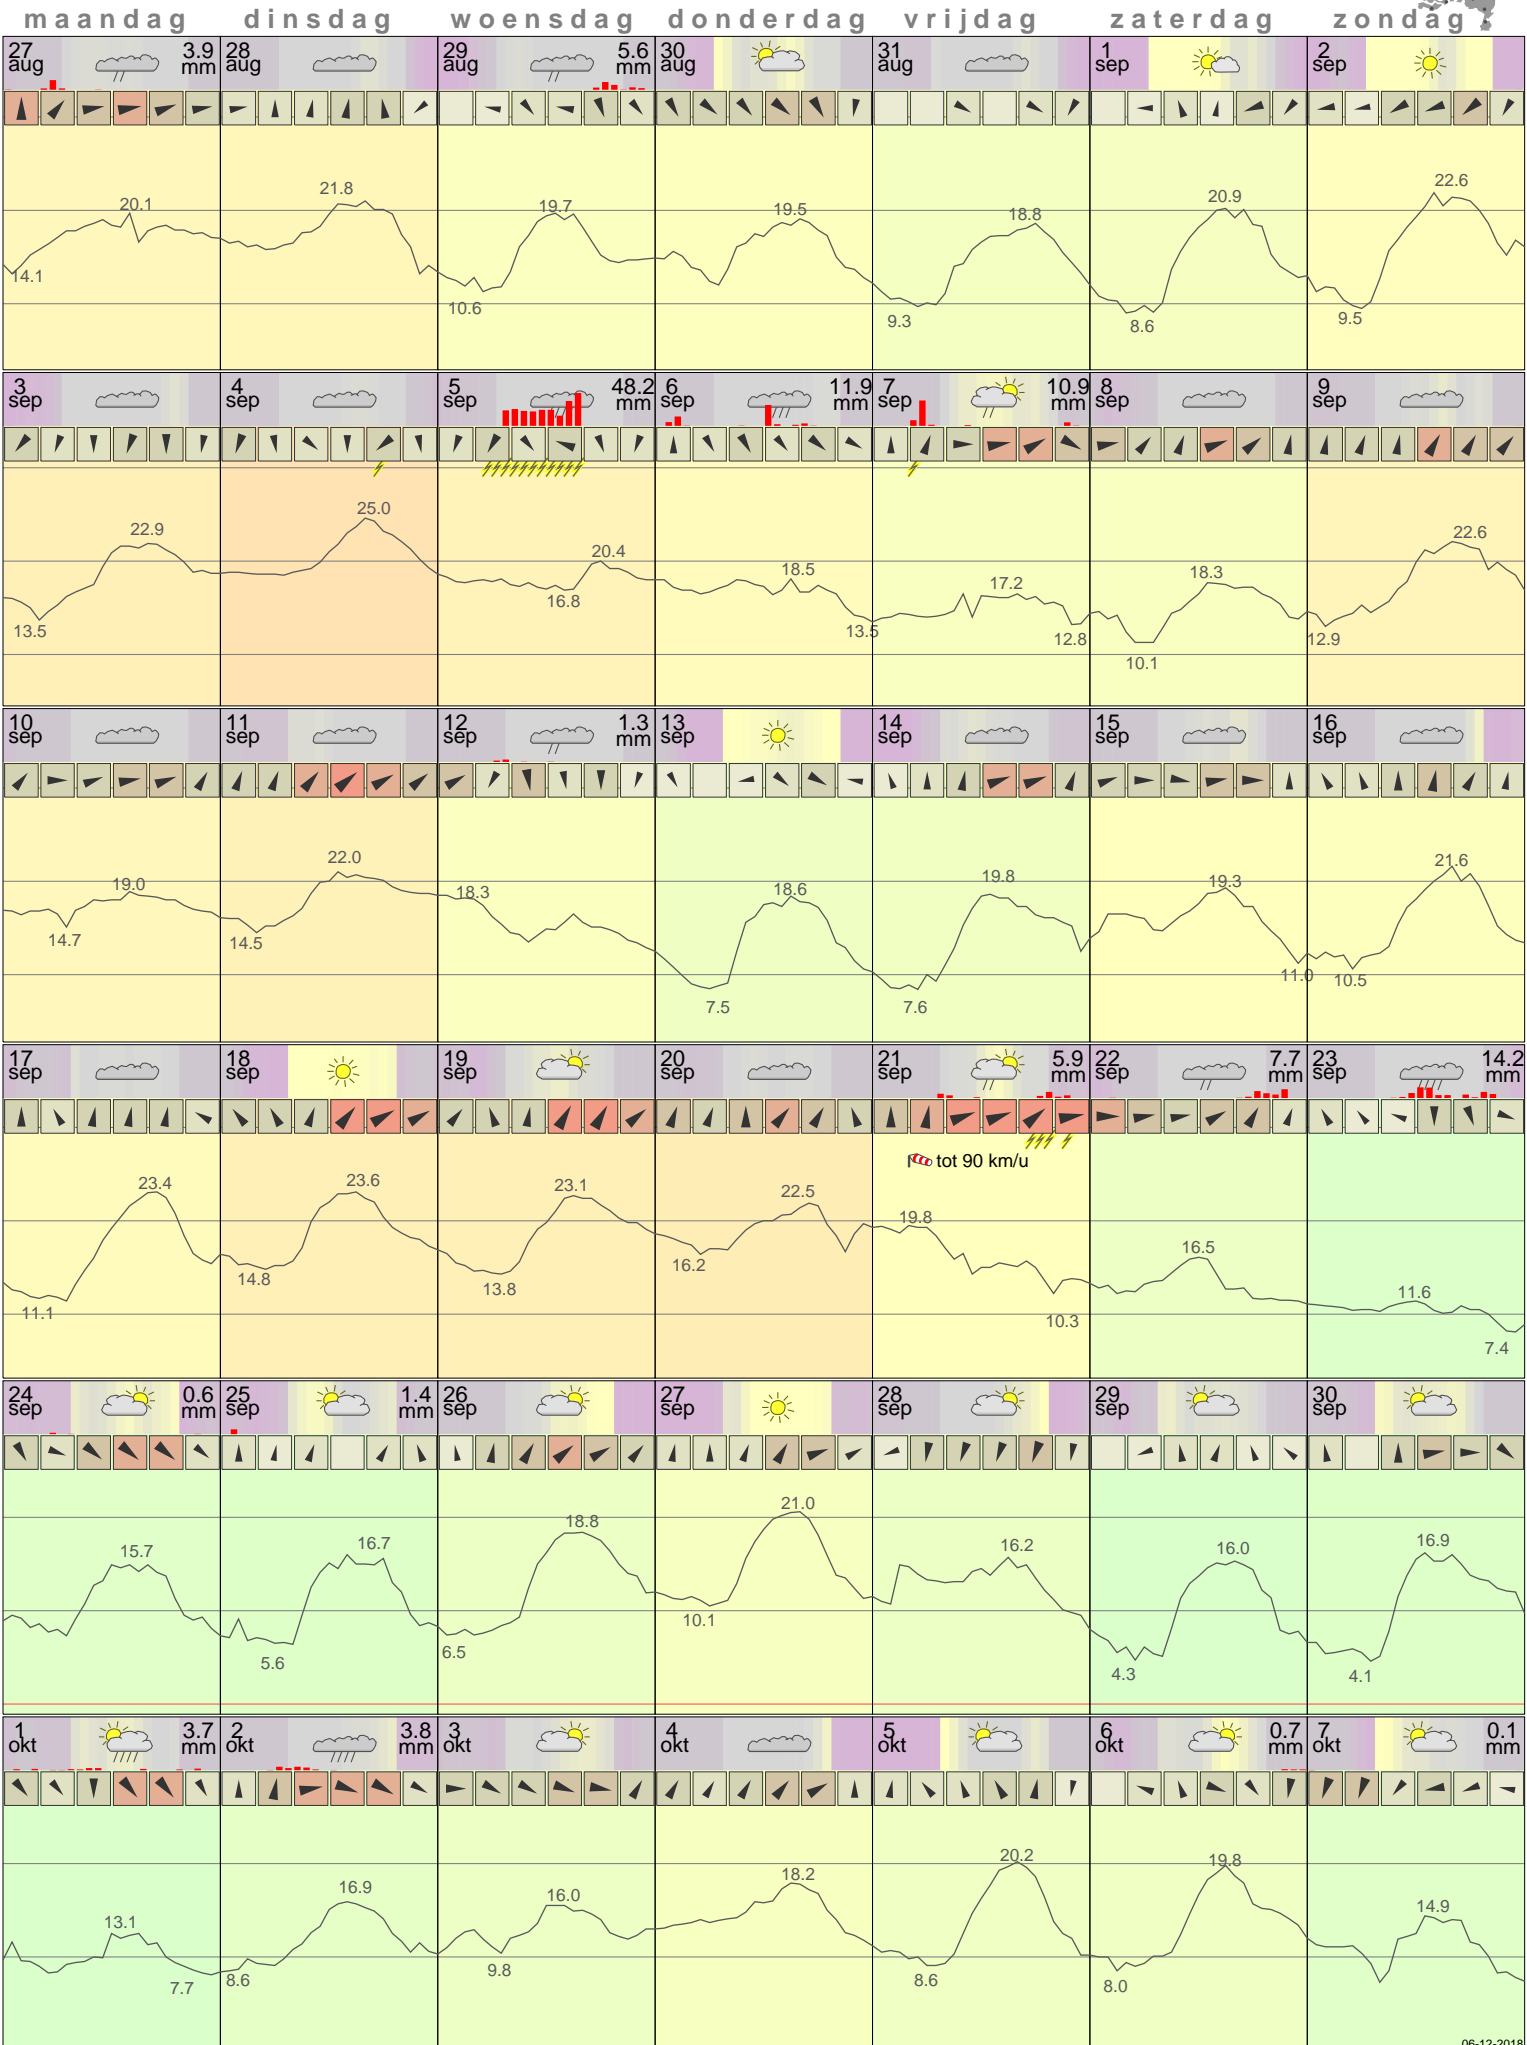 maandag dinsdag woensdag donderdag vrijdag zaterdag zondag
27 aug 3.9 mm 28 aug 29 aug 5.6 mm 30 aug 31 aug 1 sep 2 sep
20.1 21.8 19.7 19.5 18.8 20.9 22.6
14.1 10.6 9.3 8.6 9.5
3 sep 4 sep 5 sep 48.2 mm 6 sep 11.9 mm 7 sep 10.9 mm 8 sep 9 sep
22.9 25.0 20.4 18.5 17.2 18.3 22.6
13.5 16.8 13.5 12.8 10.1 12.9
10 sep 11 sep 12 sep 1.3 mm 13 sep 14 sep 15 sep 16 sep
19.0 22.0 18.3 18.6 19.8 19.3 21.6
14.7 14.5 7.5 7.6 11.0 10.5
17 sep 18 sep 19 sep 20 sep 21 sep 5.9 mm 22 sep 7.7 mm 23 sep 14.2 mm
tot 90 km/u
23.4 23.6 23.1 22.5 19.8 16.5 11.6
11.1 14.8 13.8 16.2 10.3 7.4
24 sep 0.6 mm 25 sep 1.4 mm 26 sep 27 sep 28 sep 29 sep 30 sep
15.7 16.7 18.8 21.0 16.2 16.0 16.9
5.6 6.5 10.1 4.3 4.1
1 okt 3.7 mm 2 okt 3.8 mm 3 okt 4 okt 5 okt 6 okt 0.7 mm 7 okt 0.1 mm
13.1 16.9 16.0 18.2 20.2 19.8 14.9
7.7 8.6 9.8 8.6 8.0
06-12-2018